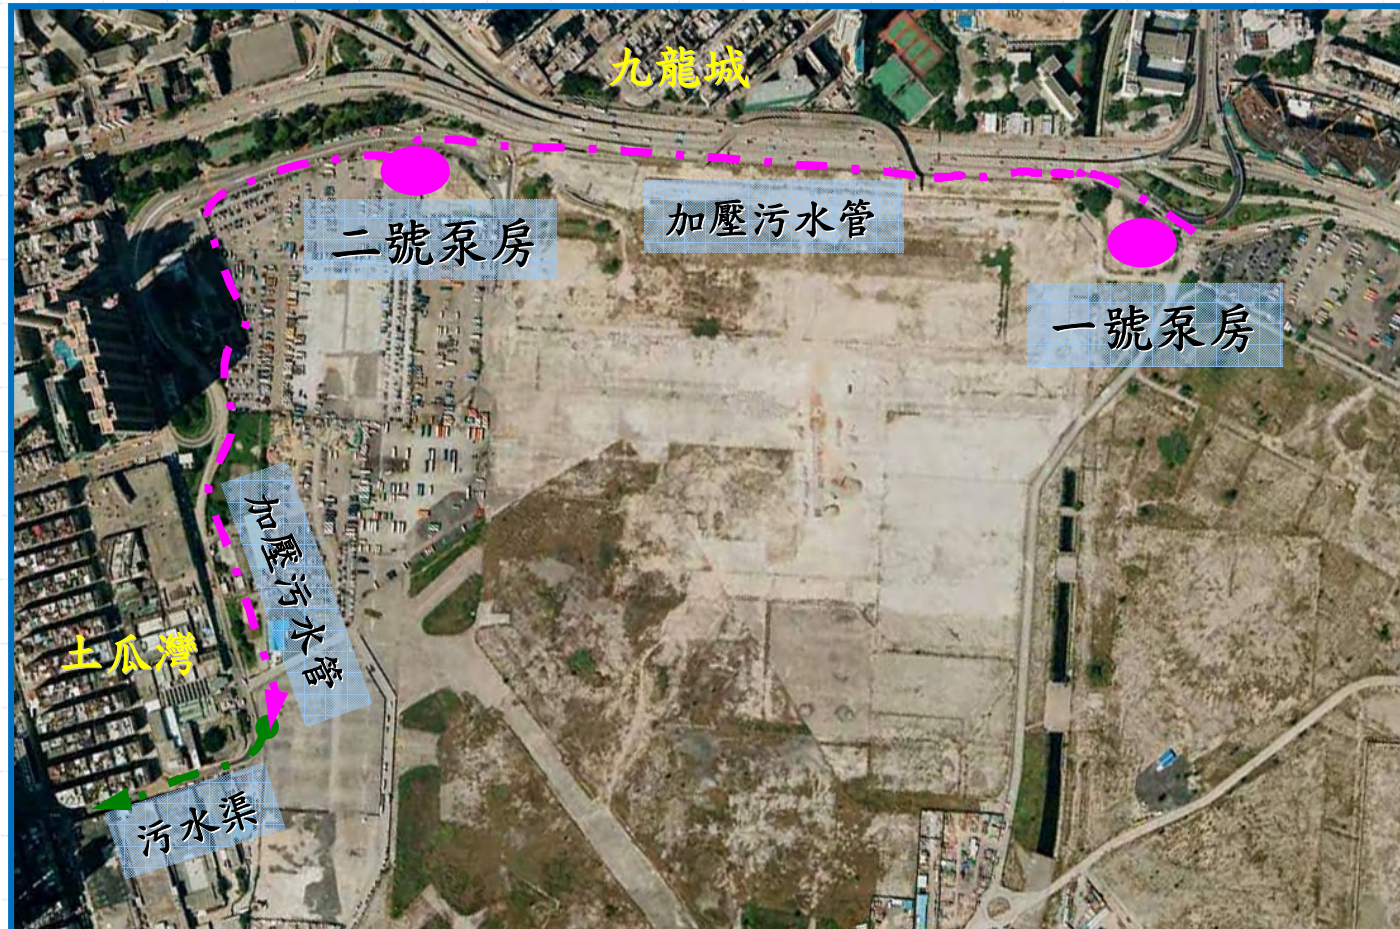 九龍城
加壓污水管
二號泵房
一號泵房
加壓污水管
土瓜灣
污水渠